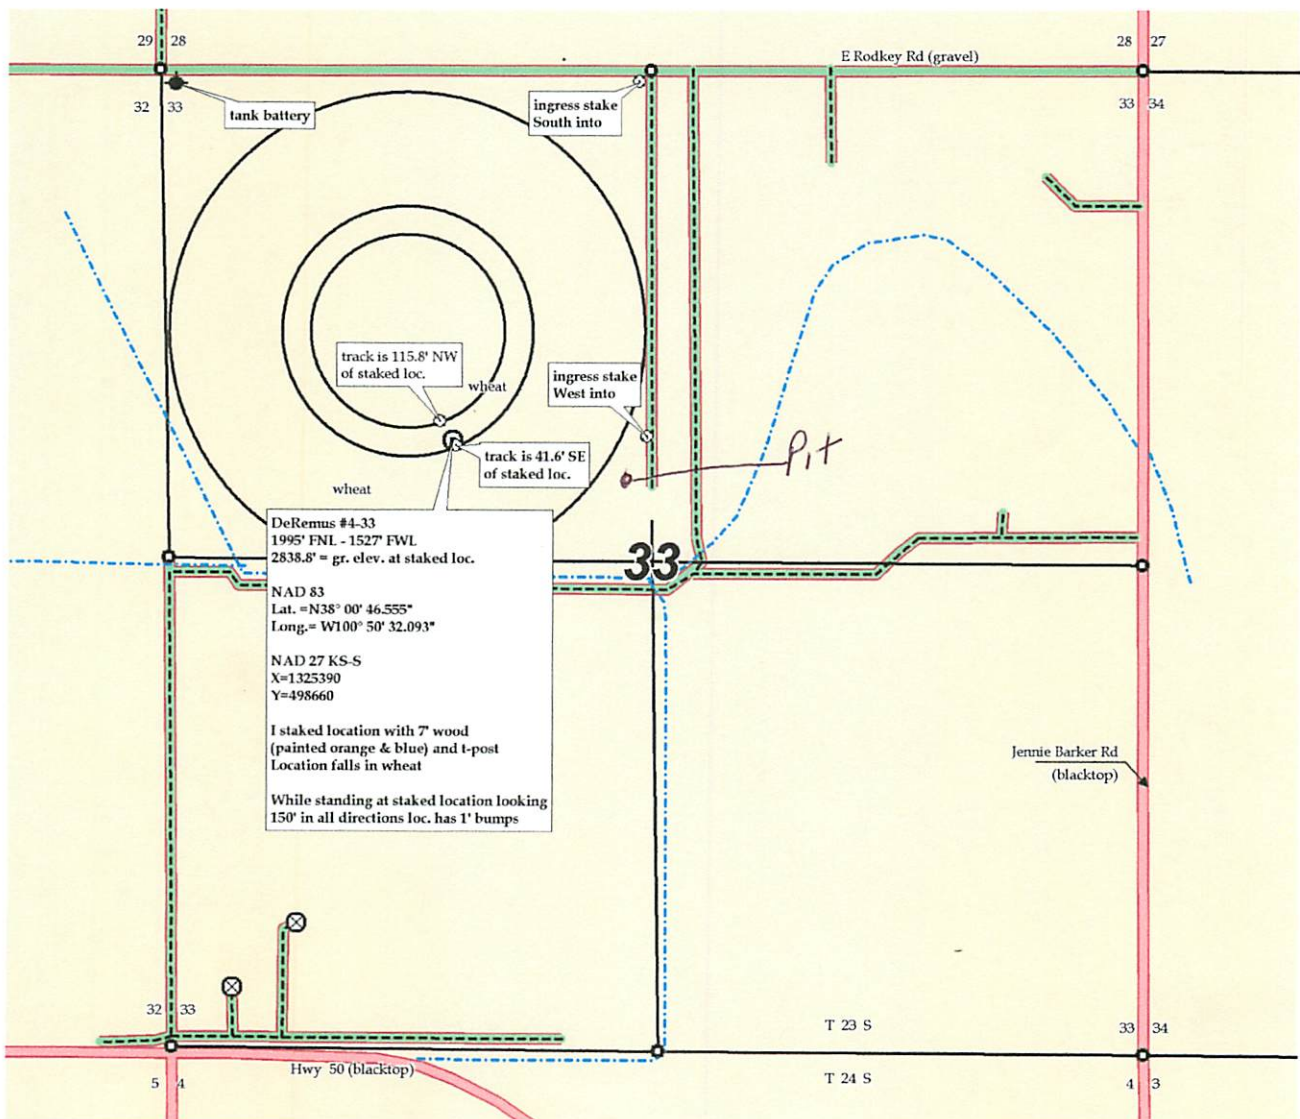 29 28
28 27
E Rodkey Rd (gravel)
32 33
33 34
tank battery
ingress stake
South into
track is 115.8' NW
of staked loc.
wheat
ingress stake
West into
track is 41.6' SE
of staked loc.
Pit
wheat
DeRemus #4-33
1995' FNL - 1527' FWL
2838.8' = gr. elev. at staked loc.
NAD 83
Lat. =N38° 00' 46.555"
Long.= W100° 50' 32.093"
NAD 27 KS-S
X=1325390
Y=498660
I staked location with 7' wood
(painted orange & blue) and t-post
Location falls in wheat
While standing at staked location looking
150' in all directions loc. has 1' bumps
33
Jennie Barker Rd
(blacktop)
32 33
T 23 S
33 34
Hwy 50 (blacktop)
5 4
T 24 S
4 3